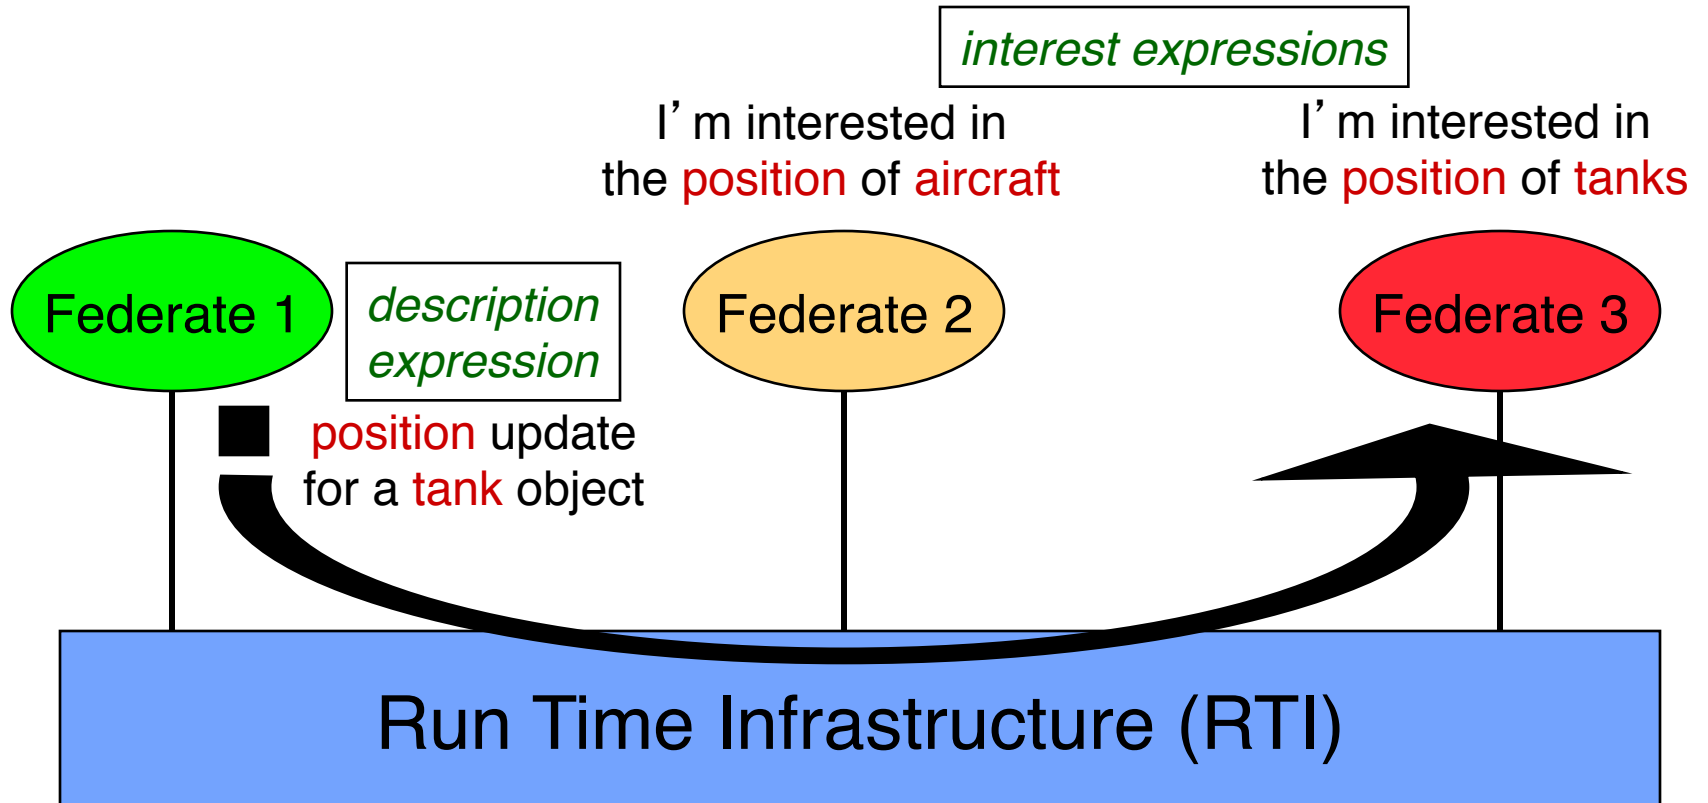 interest expressions
I’ m interested in
the position of aircraft
I’ m interested in
the position of tanks
Federate 1
description
expression
Federate 2
Federate 3
position update
for a tank object
Run Time Infrastructure (RTI)